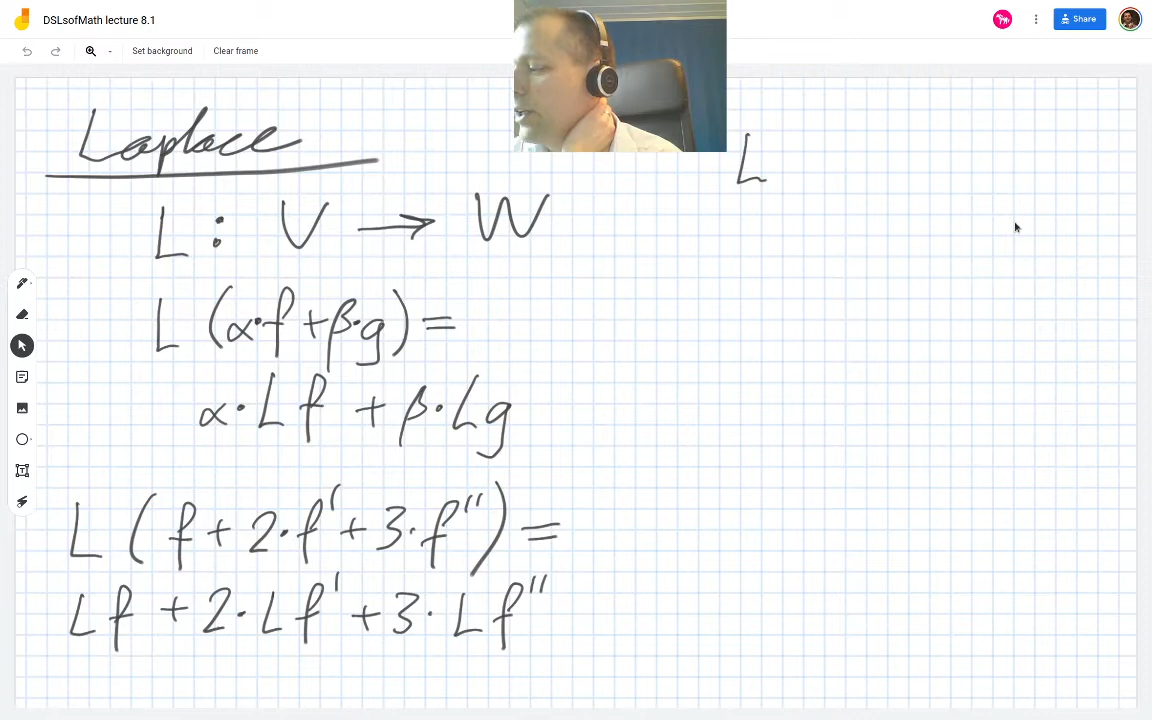 DSLsofMath lecture 8.1
Share
Set background
Clear frame
Laplace
L : V → W
L (α·f + β·g) =
α·L f + β·L g
L (f + 2·f' + 3·f'') =
L f + 2·L f' + 3·L f''
L